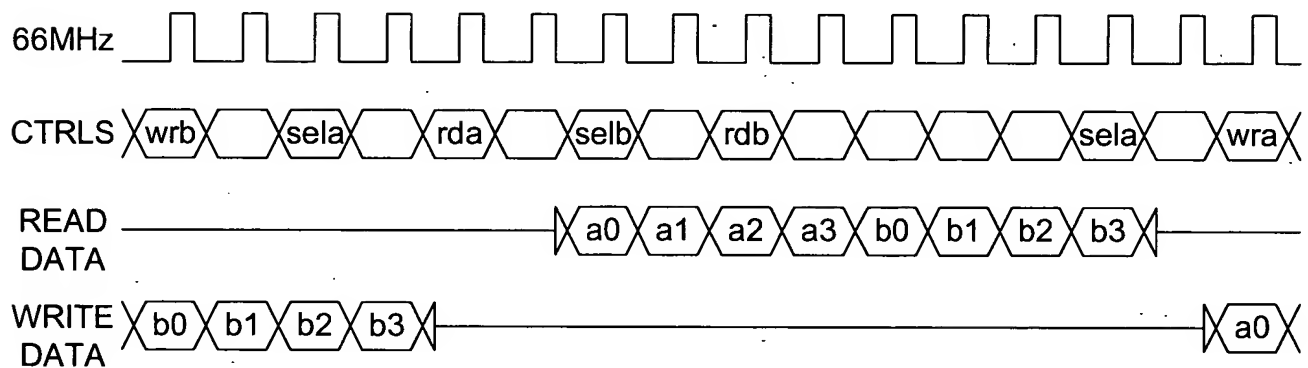 66MHz
CTRLS wrb sela rda selb rdb sela wra
READ DATA a0 a1 a2 a3 b0 b1 b2 b3
WRITE DATA b0 b1 b2 b3 a0